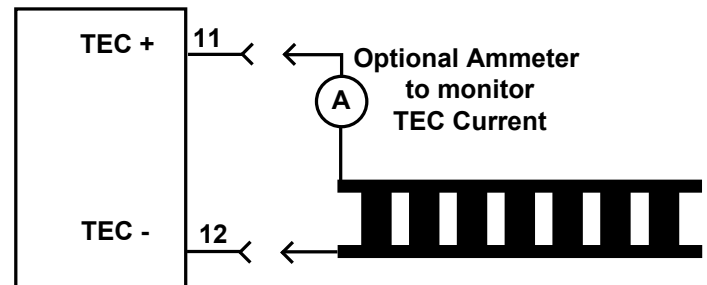 TEC +
11
Optional Ammeter
to monitor
TEC Current
A
TEC -
12